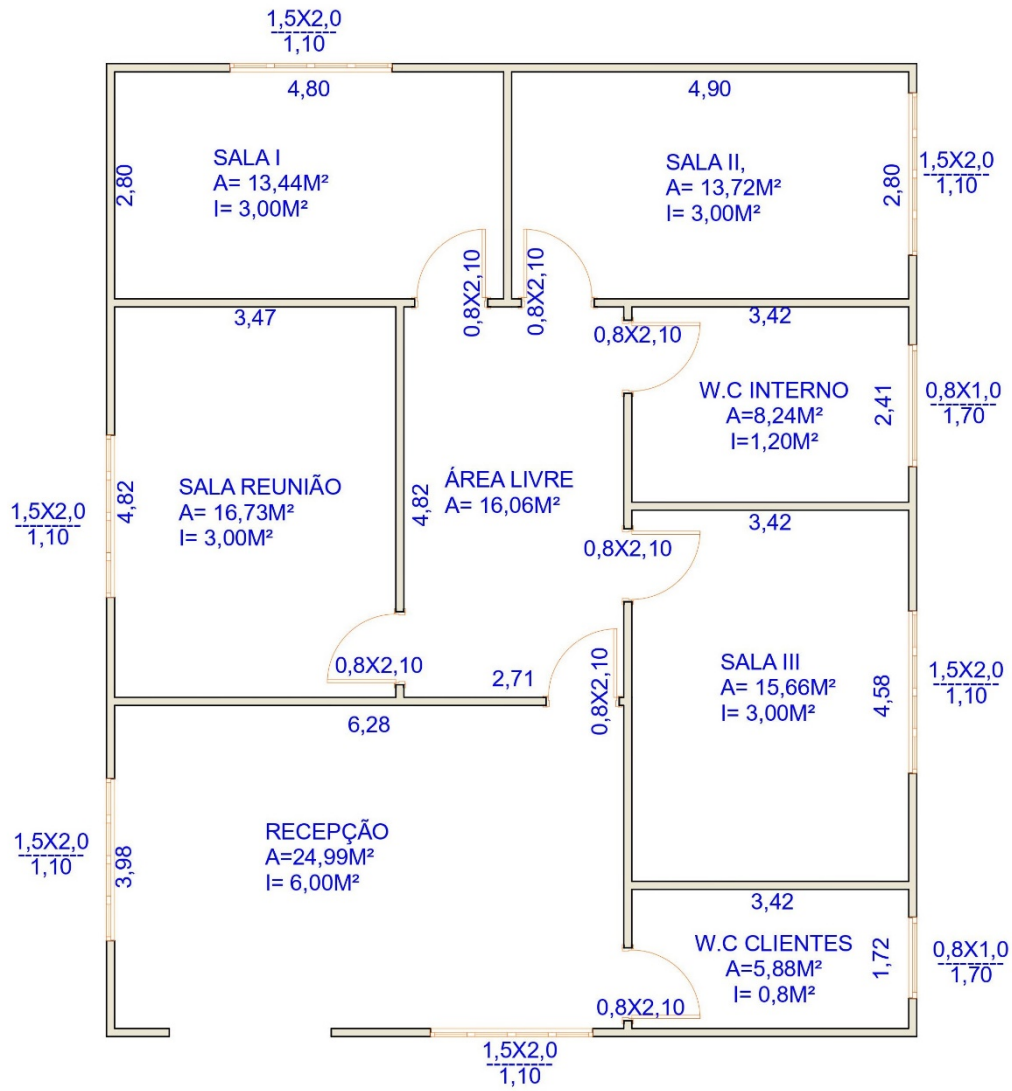 1,5X2,0
1,10
4,80
4,90
2,80
SALA I
A= 13,44M²
I= 3,00M²
SALA II,
A= 13,72M²
I= 3,00M²
2,80
1,5X2,0
1,10
0,8X2,10
0,8X2,10
3,47
0,8X2,10
3,42
W.C INTERNO
A=8,24M²
I=1,20M²
2,41
0,8X1,0
1,70
1,5X2,0
1,10
4,82
SALA REUNIÃO
A= 16,73M²
I= 3,00M²
4,82
ÁREA LIVRE
A= 16,06M²
3,42
0,8X2,10
0,8X2,10
2,71
0,8X2,10
SALA III
A= 15,66M²
I= 3,00M²
4,58
1,5X2,0
1,10
6,28
1,5X2,0
1,10
3,98
RECEPÇÃO
A=24,99M²
I= 6,00M²
3,42
W.C CLIENTES
A=5,88M²
I= 0,8M²
1,72
0,8X1,0
1,70
0,8X2,10
1,5X2,0
1,10